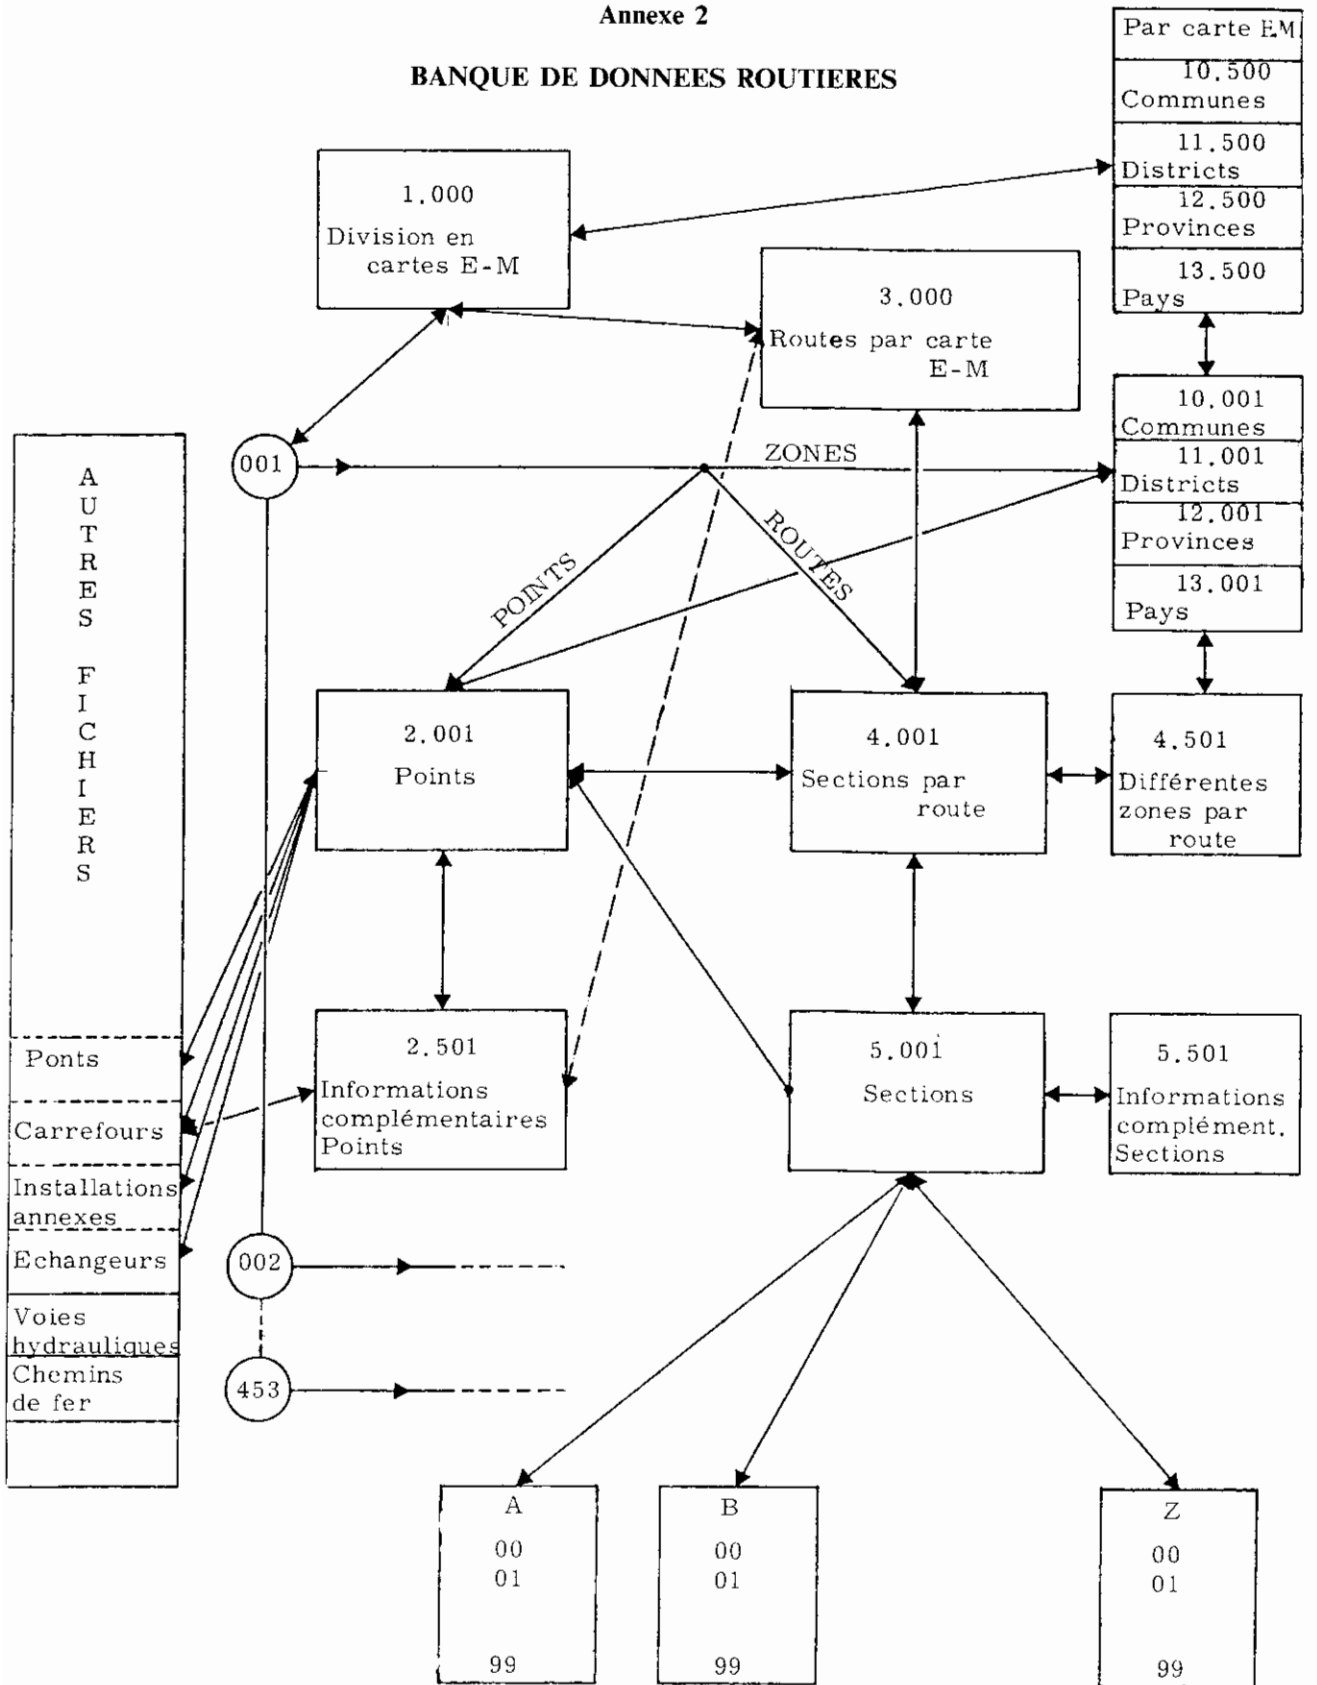 Annexe 2
BANQUE DE DONNEES ROUTIERES
Par carte E.M.
10.500
Communes
11.500
Districts
12.500
Provinces
13.500
Pays
1.000
Division en
cartes E-M
3.000
Routes par carte
E-M
10.001
Communes
11.001
Districts
12.001
Provinces
13.001
Pays
001
ZONES
POINTS
ROUTES
AUTRES FICHIERS
2.001
Points
4.001
Sections par
route
4.501
Différentes
zones par
route
2.501
Informations
complémentaires
Points
5.001
Sections
5.501
Informations
complément.
Sections
Ponts
Carrefours
Installations
annexes
Echangeurs
Voies
hydrauliques
Chemins
de fer
002
453
A
00
01
99
B
00
01
99
Z
00
01
99